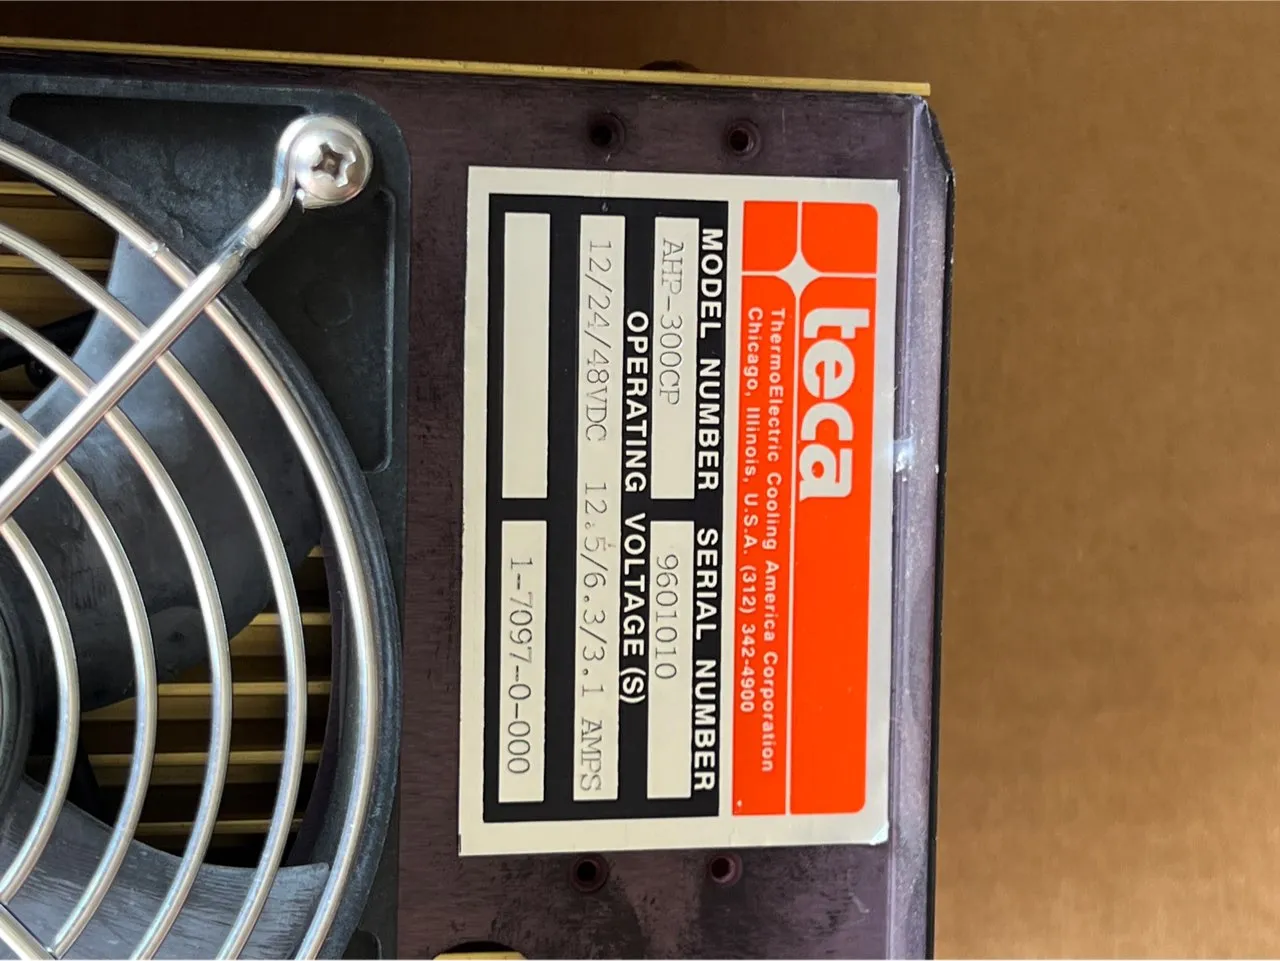 teca
ThermoElectric Cooling America Corporation
Chicago, Illinois, U.S.A. (312) 342-4900
MODEL NUMBER SERIAL NUMBER
AHP-300CP 9601010
OPERATING VOLTAGE (S)
12/24/48VDC 12.5/6.3/3.1 AMPS
1-7097-0-000